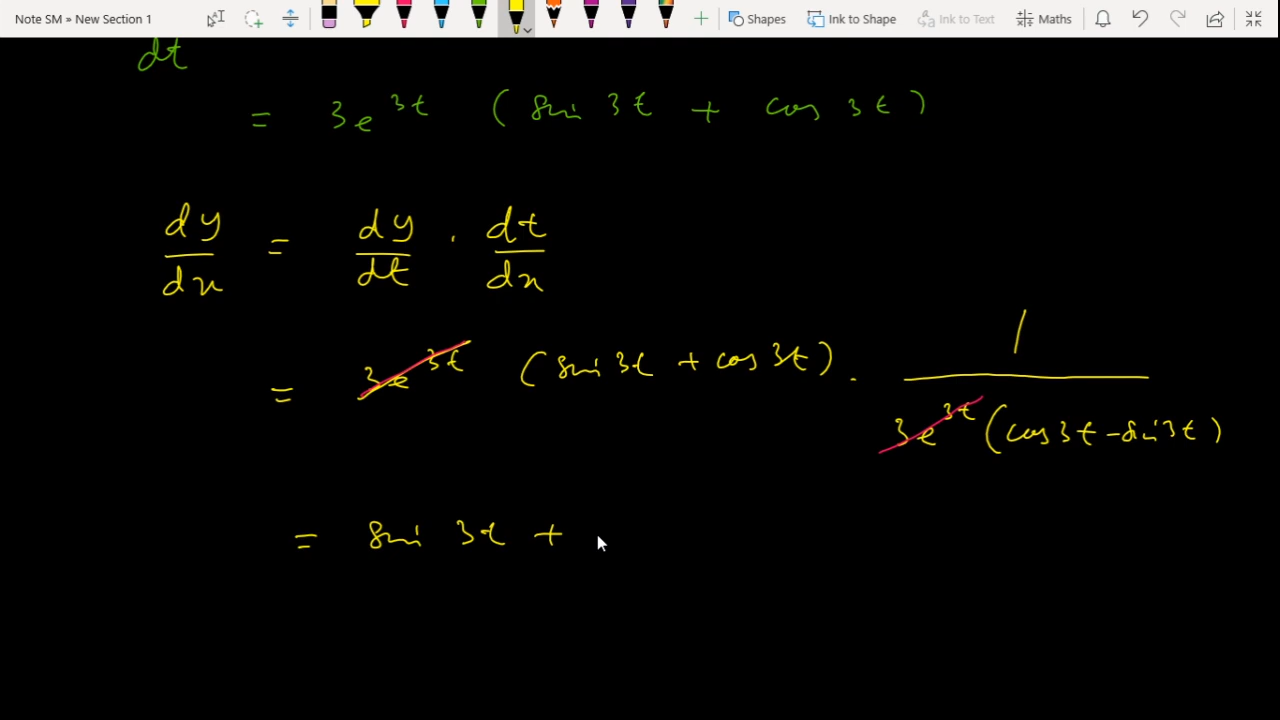 Note SM » New Section 1 Shapes Ink to Shape Ink to Text Maths
dt
= 3e^3t (sin 3t + cos 3t)
dy/dx = dy/dt . dt/dx
= 3e^3t (sin 3t + cos 3t) . 1/3e^3t (cos 3t - sin 3t)
= sin 3t +